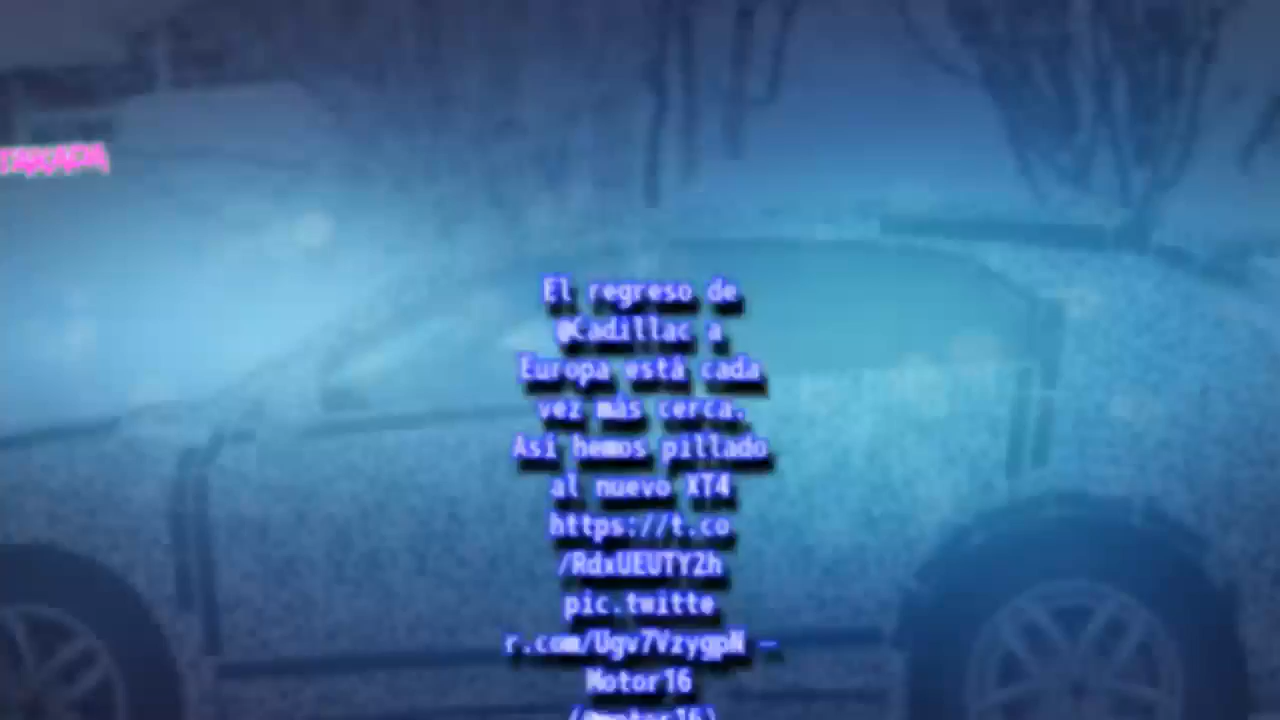 El regreso de
@Cadillac a
Europa está cada
vez más cerca.
Así hemos pillado
al nuevo XT4
https://t.co
/RdxUEUTY2h
pic.twitte
r.com/Ugv7VzygpN —
Motor16
(@motor16)